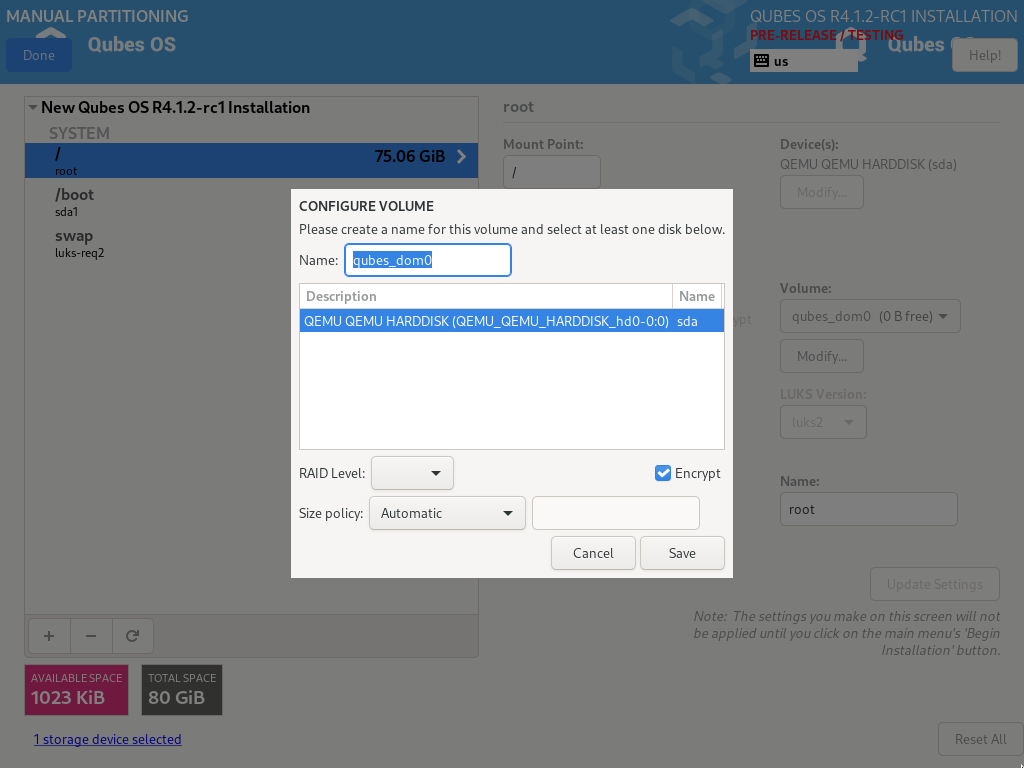 MANUAL PARTITIONING
QUBES OS R4.1.2-RC1 INSTALLATION
PRE-RELEASE / TESTING
Qubes OS
Qubes
Done
us
Help!
New Qubes OS R4.1.2-rc1 Installation
SYSTEM
/
75.06 GiB
root
/boot
sda1
swap
luks-req2
root
Mount Point:
/
Device(s):
QEMU QEMU HARDDISK (sda)
Modify...
Volume:
qubes_dom0 (0 B free)
Modify...
LUKS Version:
luks2
Name:
root
Update Settings
Note: The settings you make on this screen will not
be applied until you click on the main menu's 'Begin
Installation' button.
CONFIGURE VOLUME
Please create a name for this volume and select at least one disk below.
Name: qubes_dom0
Description Name
QEMU QEMU HARDDISK (QEMU_QEMU_HARDDISK_hd0-0:0) sda
RAID Level:
Encrypt
Size policy: Automatic
Cancel Save
AVAILABLE SPACE
1023 KiB
TOTAL SPACE
80 GiB
1 storage device selected
Reset All